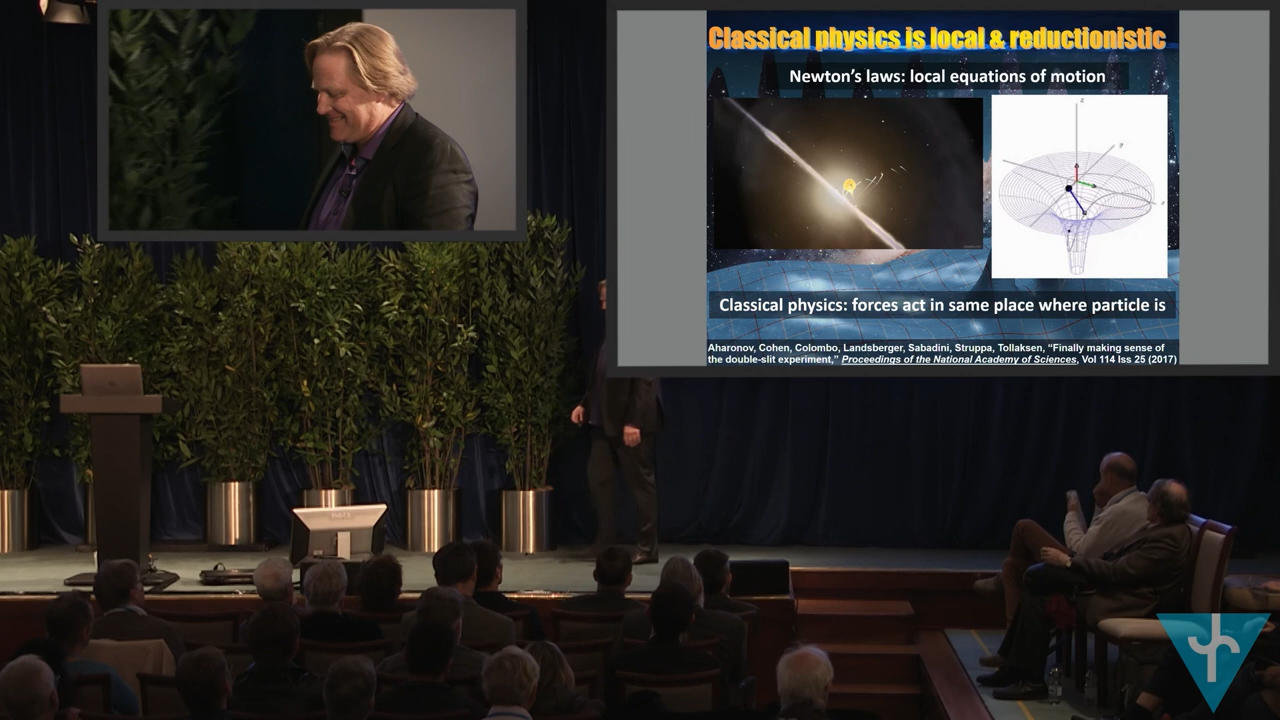 Classical physics is local & reductionistic
Newton's laws: local equations of motion
z
y
x
Classical physics: forces act in same place where particle is
Aharonov, Cohen, Colombo, Landsberger, Sabadini, Struppa, Tollaksen, "Finally making sense of
the double-slit experiment," Proceedings of the National Academy of Sciences, Vol 114 Iss 25 (2017)